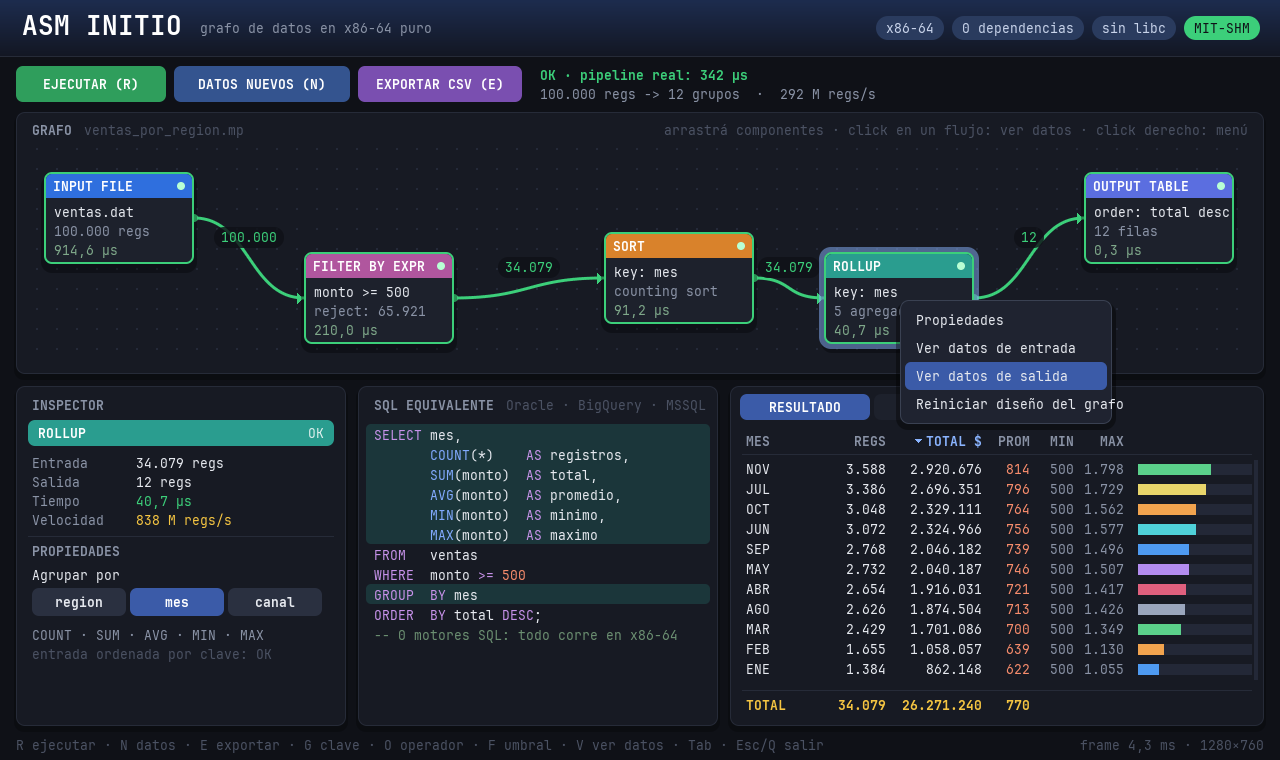 ASM INITIO grafo de datos en x86-64 puro
x86-64 0 dependencias sin libc MIT-SHM
EJECUTAR (R) DATOS NUEVOS (N) EXPORTAR CSV (E)
OK · pipeline real: 342 µs
100.000 regs -> 12 grupos · 292 M regs/s
GRAFO ventas_por_region.mp
arrastrá componentes · click en un flujo: ver datos · click derecho: menú
INPUT FILE
ventas.dat
100.000 regs
914,6 µs
100.000
FILTER BY EXPR
monto >= 500
reject: 65.921
210,0 µs
34.079
SORT
key: mes
counting sort
91,2 µs
34.079
ROLLUP
key: mes
5 agrega
40,7 µs
12
OUTPUT TABLE
order: total desc
12 filas
0,3 µs
Propiedades
Ver datos de entrada
Ver datos de salida
Reiniciar diseño del grafo
INSPECTOR
ROLLUP OK
Entrada 34.079 regs
Salida 12 regs
Tiempo 40,7 µs
Velocidad 838 M regs/s
PROPIEDADES
Agrupar por
region mes canal
COUNT · SUM · AVG · MIN · MAX
entrada ordenada por clave: OK
SQL EQUIVALENTE Oracle · BigQuery · MSSQL
SELECT mes,
COUNT(*) AS registros,
SUM(monto) AS total,
AVG(monto) AS promedio,
MIN(monto) AS minimo,
MAX(monto) AS maximo
FROM ventas
WHERE monto >= 500
GROUP BY mes
ORDER BY total DESC;
-- 0 motores SQL: todo corre en x86-64
RESULTADO
MES REGS TOTAL $ PROM MIN MAX
NOV 3.588 2.920.676 814 500 1.798
JUL 3.386 2.696.351 796 500 1.729
OCT 3.048 2.329.111 764 500 1.562
JUN 3.072 2.324.966 756 500 1.577
SEP 2.768 2.046.182 739 500 1.496
MAY 2.732 2.040.187 746 500 1.507
ABR 2.654 1.916.031 721 500 1.417
AGO 2.626 1.874.504 713 500 1.426
MAR 2.429 1.701.086 700 500 1.349
FEB 1.655 1.058.057 639 500 1.130
ENE 1.384 862.148 622 500 1.055
TOTAL 34.079 26.271.240 770
R ejecutar · N datos · E exportar · G clave · O operador · F umbral · V ver datos · Tab · Esc/Q salir
frame 4,3 ms · 1280×760